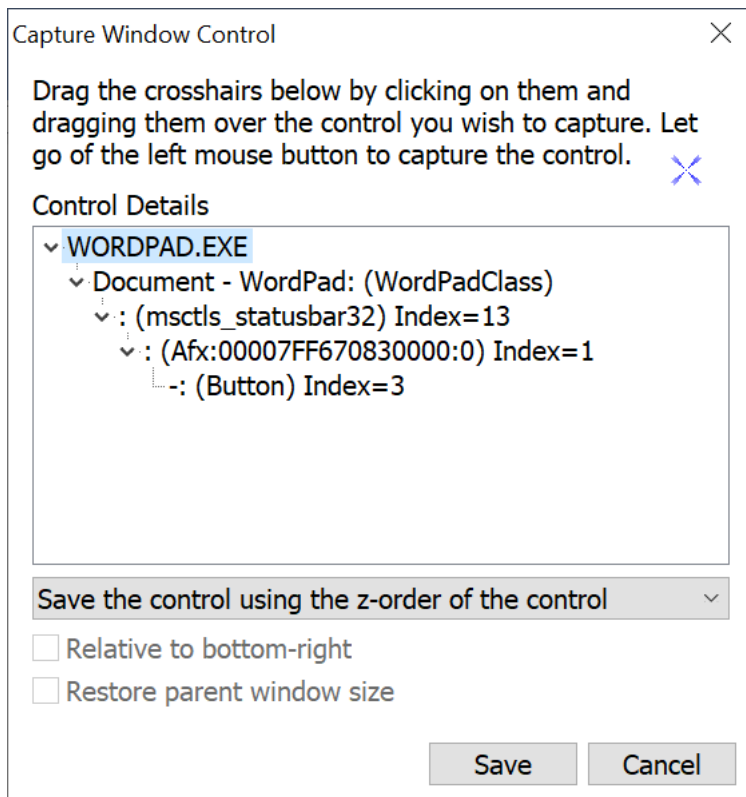 Capture Window Control
Drag the crosshairs below by clicking on them and
dragging them over the control you wish to capture. Let
go of the left mouse button to capture the control.
Control Details
WORDPAD.EXE
Document - WordPad: (WordPadClass)
: (msctls_statusbar32) Index=13
: (Afx:00007FF670830000:0) Index=1
-: (Button) Index=3
Save the control using the z-order of the control
Relative to bottom-right
Restore parent window size
Save Cancel